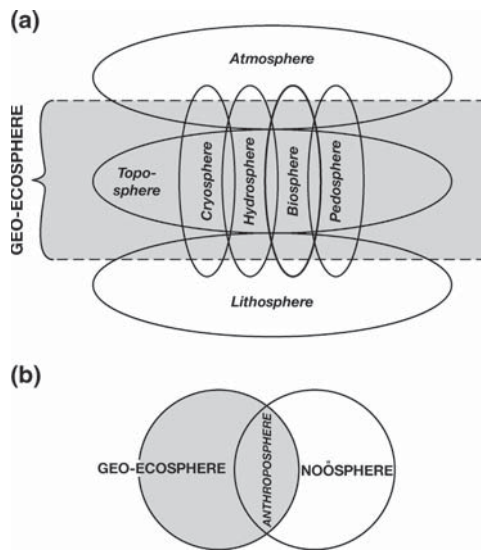 (a)
Atmosphere
GEO-ECOSPHERE
Topo-
sphere
Cryosphere
Hydrosphere
Biosphere
Pedosphere
Lithosphere
(b)
GEO-ECOSPHERE
ANTHROPOSPHERE
NOÖSPHERE